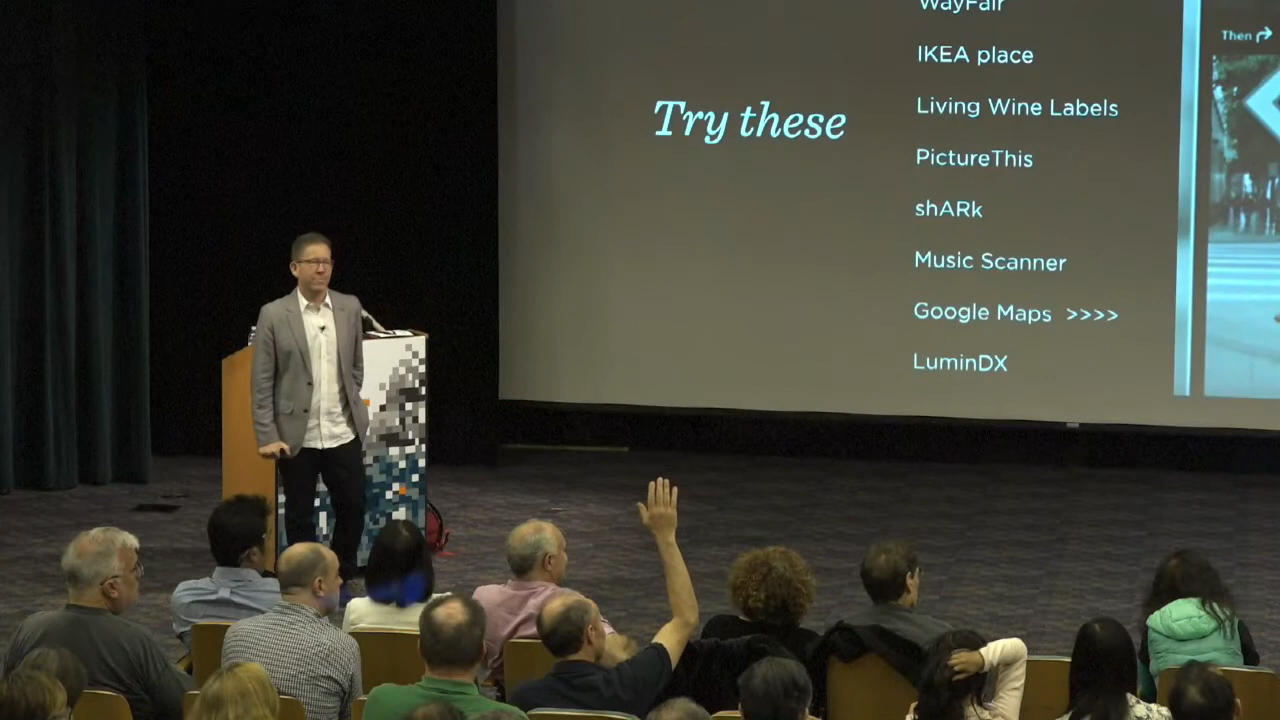 WayFair
IKEA place
Try these
Living Wine Labels
PictureThis
shARk
Music Scanner
Google Maps >>>>
LuminDX
Then